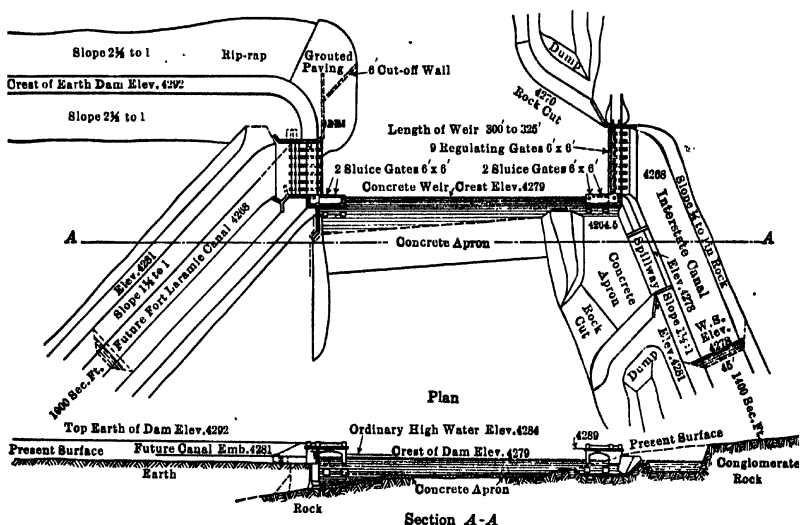 Slope 2½ to 1
Rip-rap
Grouted
Paving
6' Cut-off Wall
Crest of Earth Dam Elev. 4292
Slope 2½ to 1
Dump
4270
Rock Cut
Length of Weir 300' to 325'
9 Regulating Gates 6' x 6'
2 Sluice Gates 6' x 6'
2 Sluice Gates 6' x 6'
Concrete Weir, Crest Elev. 4279
4268
Slope ¼ to 1 in Rock
Interstate Canal
4264.5
A
Concrete Apron
A
Elev. 4281
Slope 1½ to 1
Future Fort Laramie Canal 4268
1000 Sec. Ft.
Concrete
Apron
Spillway
Elev. 4278
Slope 1½:1
Elev. 4281
Rock
Cut
Dump
W.S.
Elev.
4278
45'
1400 Sec. Ft.
Plan
Top Earth of Dam Elev. 4292
Ordinary High Water Elev. 4284
4289
Present Surface
Present Surface
Future Canal Emb. 4281
Crest of Dam Elev. 4279
Earth
Concrete Apron
Conglomerate
Rock
Rock
Section A-A